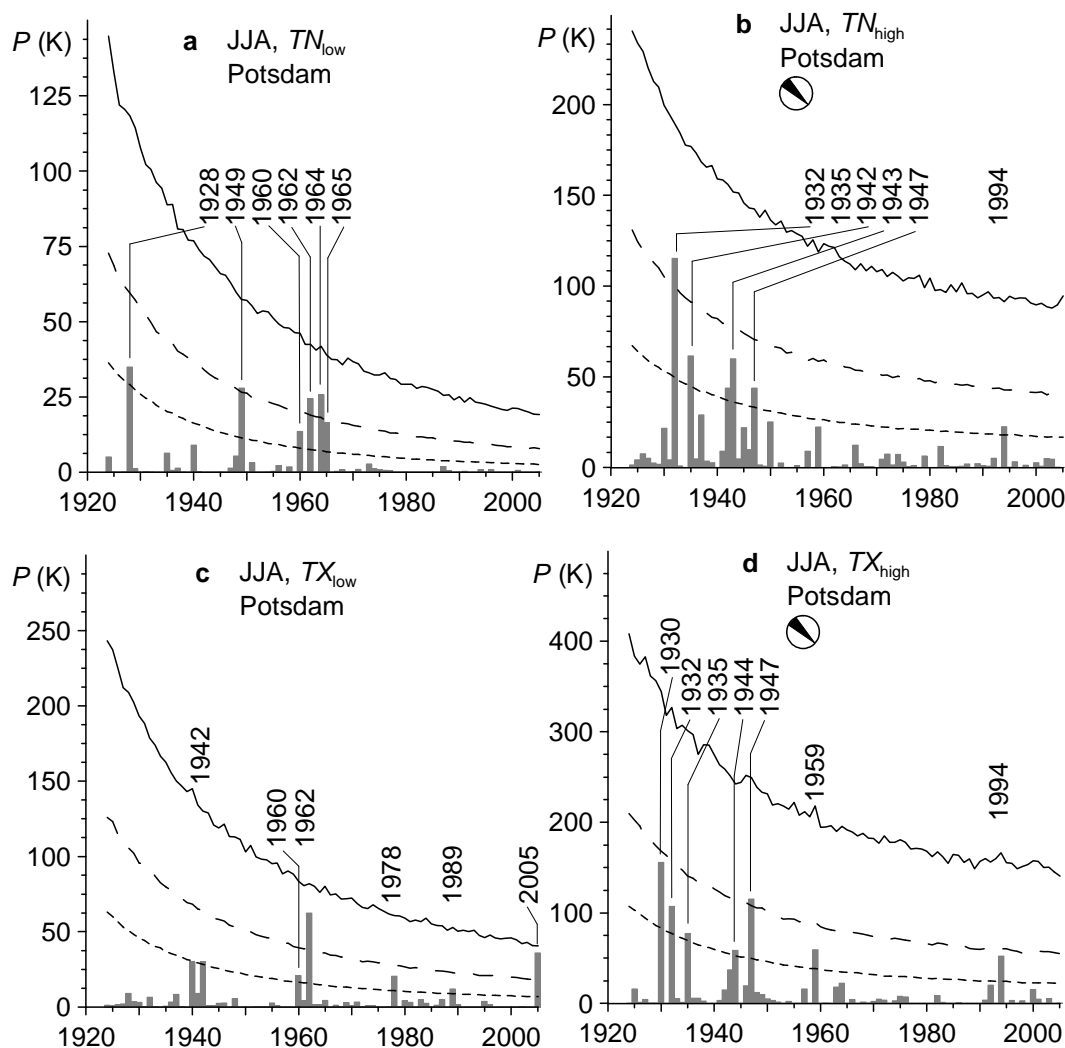 P (K)
a JJA, TNlow
Potsdam
125
100
75
50
25
0
1928
1949
1960
1962
1964
1965
1920 1940 1960 1980 2000
P (K)
b JJA, TNhigh
Potsdam
200
150
100
50
0
1932
1935
1942
1943
1947
1994
1920 1940 1960 1980 2000
P (K)
c JJA, TXlow
Potsdam
250
200
150
100
50
0
1942
1960
1962
1978
1989
2005
1920 1940 1960 1980 2000
P (K)
d JJA, TXhigh
Potsdam
400
300
200
100
0
1930
1932
1935
1944
1947
1959
1994
1920 1940 1960 1980 2000